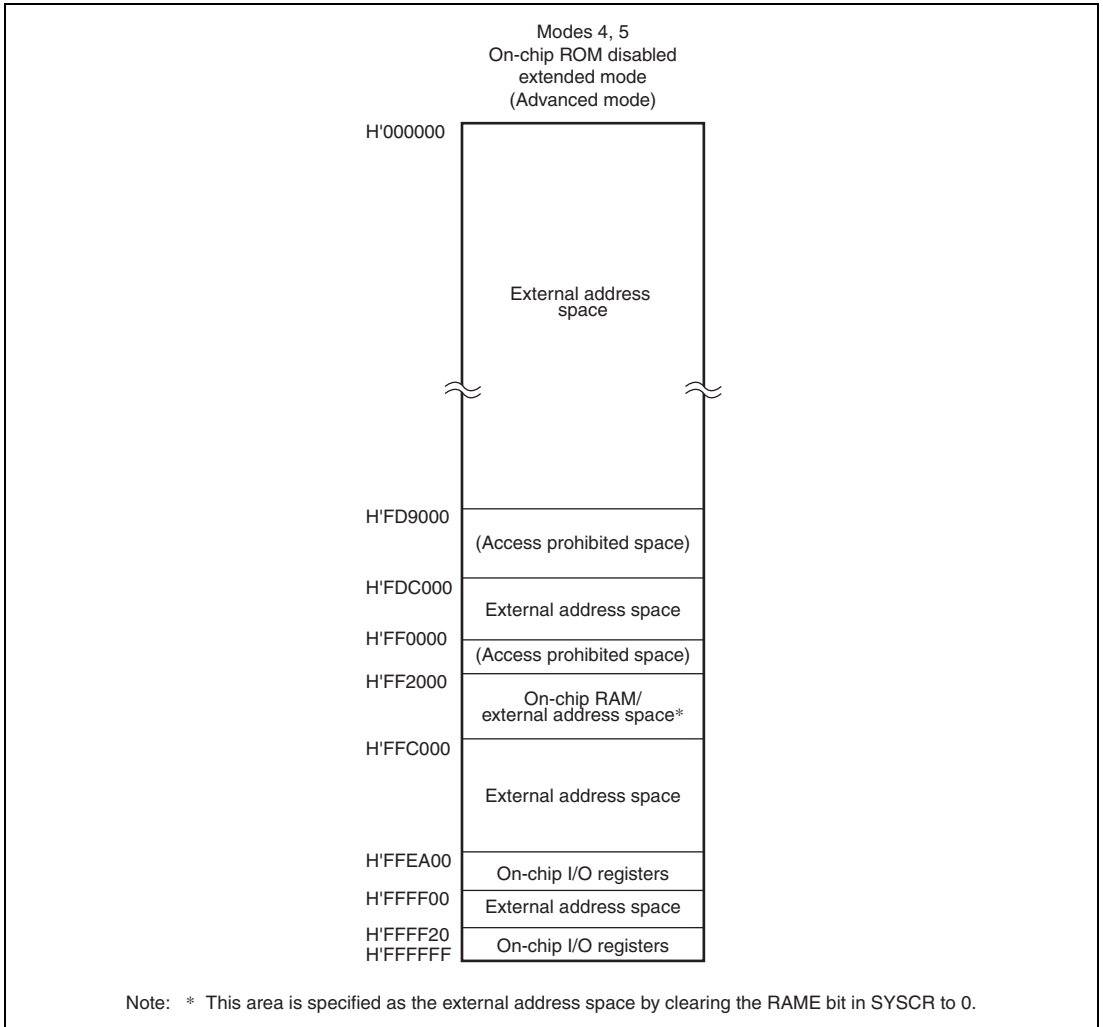 Modes 4, 5
On-chip ROM disabled
extended mode
(Advanced mode)
H'000000
External address
space
H'FD9000
(Access prohibited space)
H'FDC000
External address space
H'FF0000
(Access prohibited space)
H'FF2000
On-chip RAM/
external address space*
H'FFC000
External address space
H'FFEA00
On-chip I/O registers
H'FFFF00
External address space
H'FFFF20
On-chip I/O registers
H'FFFFFF
Note: * This area is specified as the external address space by clearing the RAME bit in SYSCR to 0.